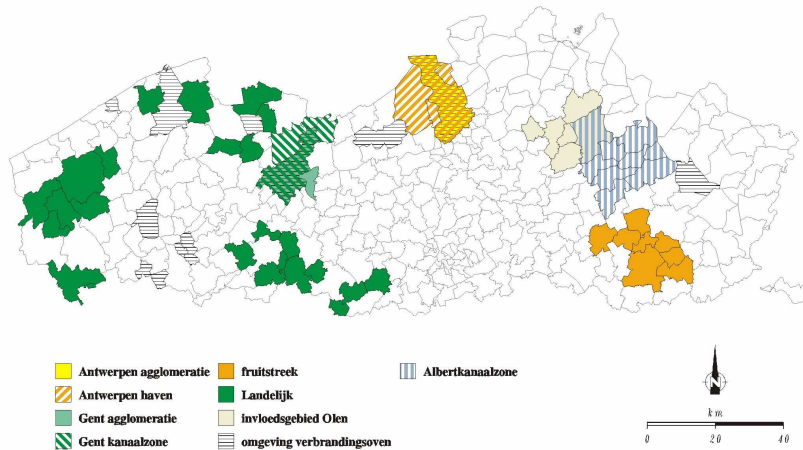 Antwerpen agglomeratie
fruitstreek
Albertkanaalzone
Antwerpen haven
Landelijk
Gent agglomeratie
invloedsgebied Olen
Gent kanaalzone
omgeving verbrandingsoven
N
km
0 20 40